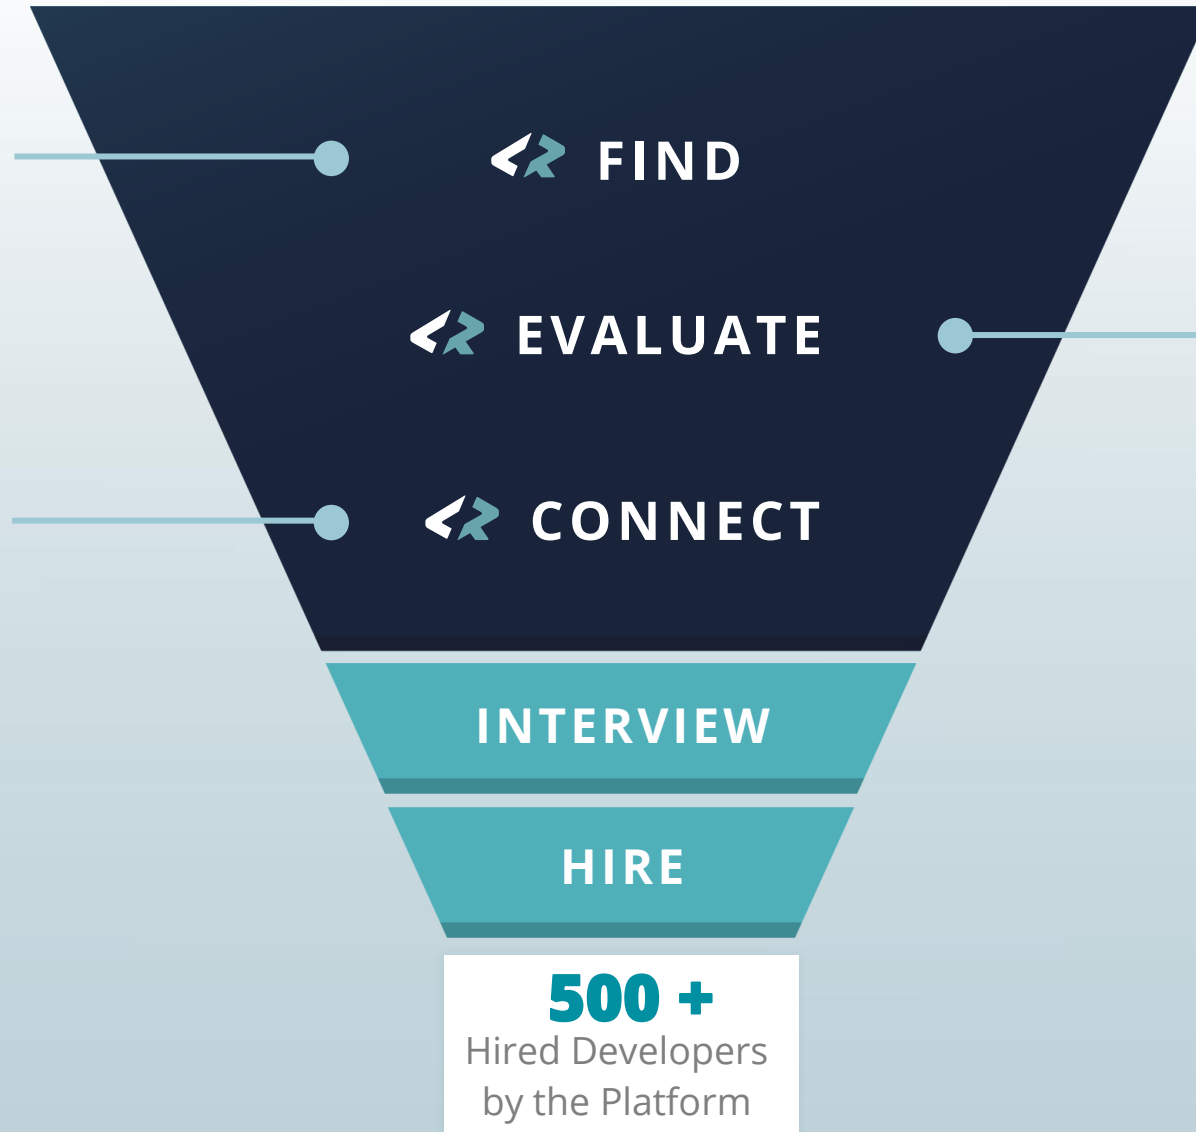 FIND
EVALUATE
CONNECT
INTERVIEW
HIRE
500 +
Hired Developers
by the Platform